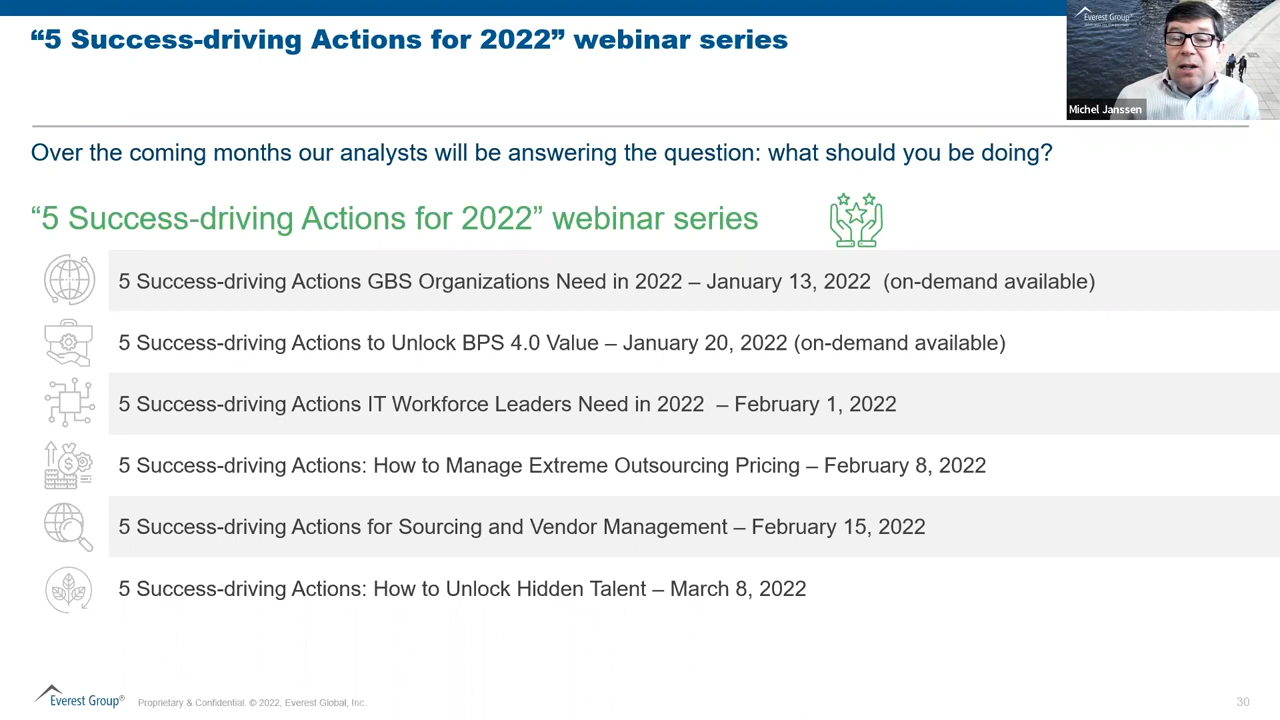 “5 Success-driving Actions for 2022” webinar series
Everest Group
Michel Janssen
Over the coming months our analysts will be answering the question: what should you be doing?
“5 Success-driving Actions for 2022” webinar series
5 Success-driving Actions GBS Organizations Need in 2022 – January 13, 2022 (on-demand available)
5 Success-driving Actions to Unlock BPS 4.0 Value – January 20, 2022 (on-demand available)
5 Success-driving Actions IT Workforce Leaders Need in 2022 – February 1, 2022
5 Success-driving Actions: How to Manage Extreme Outsourcing Pricing – February 8, 2022
5 Success-driving Actions for Sourcing and Vendor Management – February 15, 2022
5 Success-driving Actions: How to Unlock Hidden Talent – March 8, 2022
Everest Group® Proprietary & Confidential. © 2022, Everest Global, Inc. 30